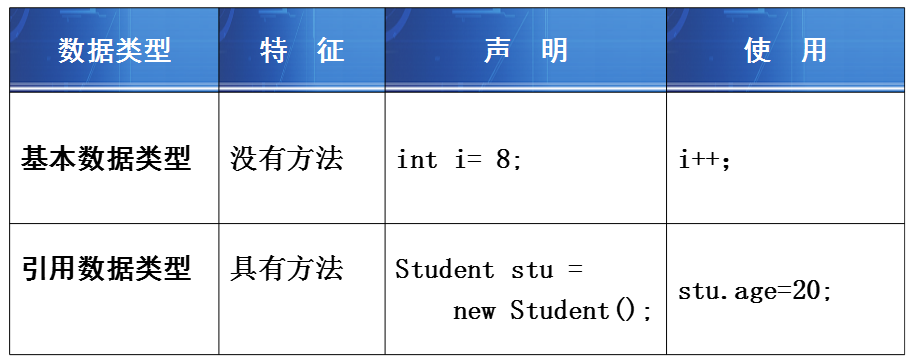 数据类型 特 征 声 明 使 用
基本数据类型 没有方法 int i= 8; i++；
引用数据类型 具有方法 Student stu =
new Student(); stu.age=20;